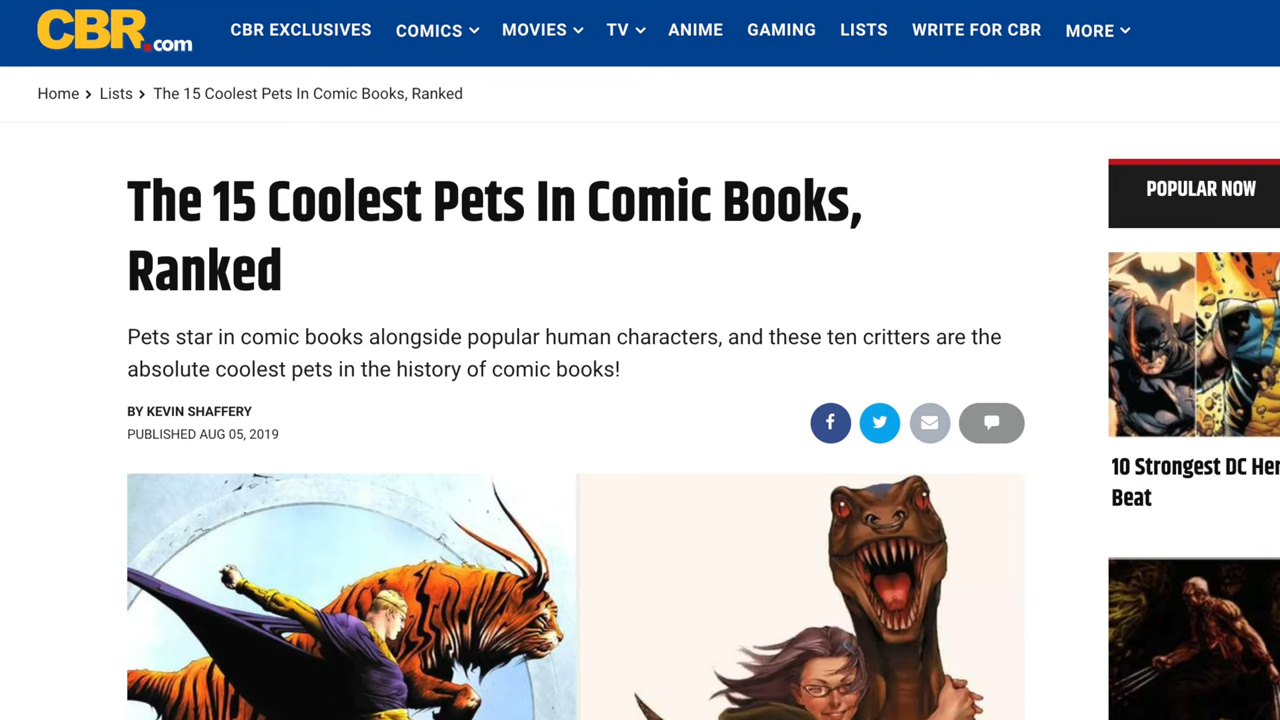 CBR.com
CBR EXCLUSIVES COMICS MOVIES TV ANIME GAMING LISTS WRITE FOR CBR MORE
Home > Lists > The 15 Coolest Pets In Comic Books, Ranked
The 15 Coolest Pets In Comic Books,
Ranked
Pets star in comic books alongside popular human characters, and these ten critters are the
absolute coolest pets in the history of comic books!
BY KEVIN SHAFFERY
PUBLISHED AUG 05, 2019
POPULAR NOW
10 Strongest DC Her
Beat